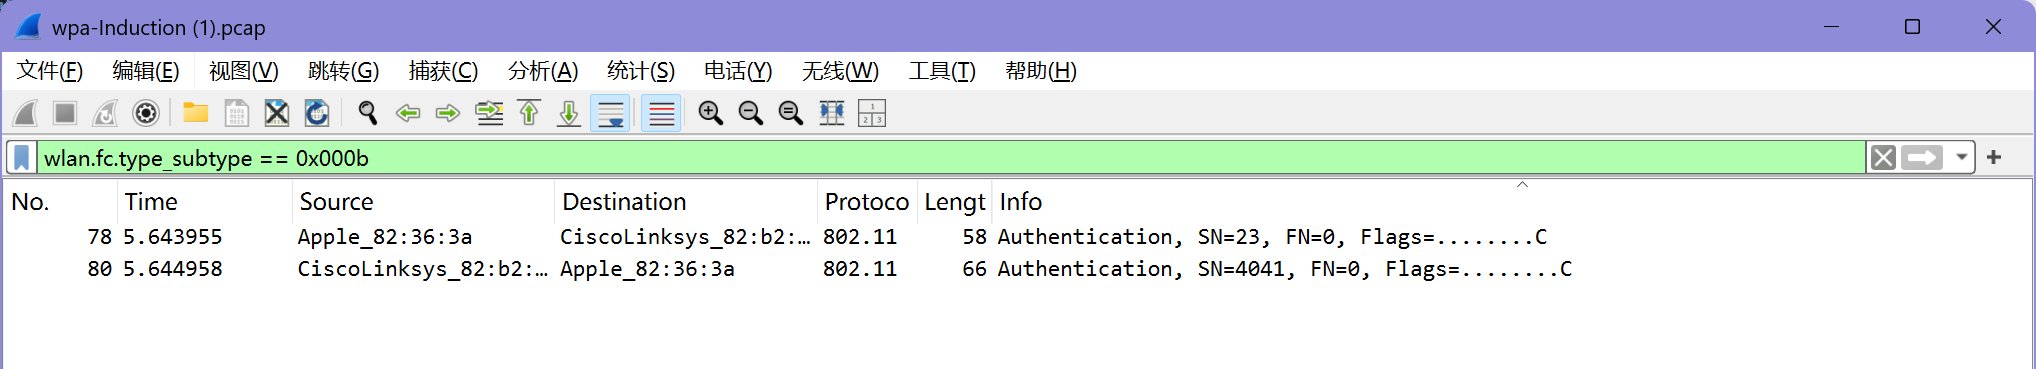 wpa-Induction (1).pcap
文件(F) 编辑(E) 视图(V) 跳转(G) 捕获(C) 分析(A) 统计(S) 电话(Y) 无线(W) 工具(T) 帮助(H)
wlan.fc.type_subtype == 0x000b
No. Time Source Destination Protoco Lengt Info
78 5.643955 Apple_82:36:3a CiscoLinksys_82:b2:… 802.11 58 Authentication, SN=23, FN=0, Flags=........C
80 5.644958 CiscoLinksys_82:b2:… Apple_82:36:3a 802.11 66 Authentication, SN=4041, FN=0, Flags=........C